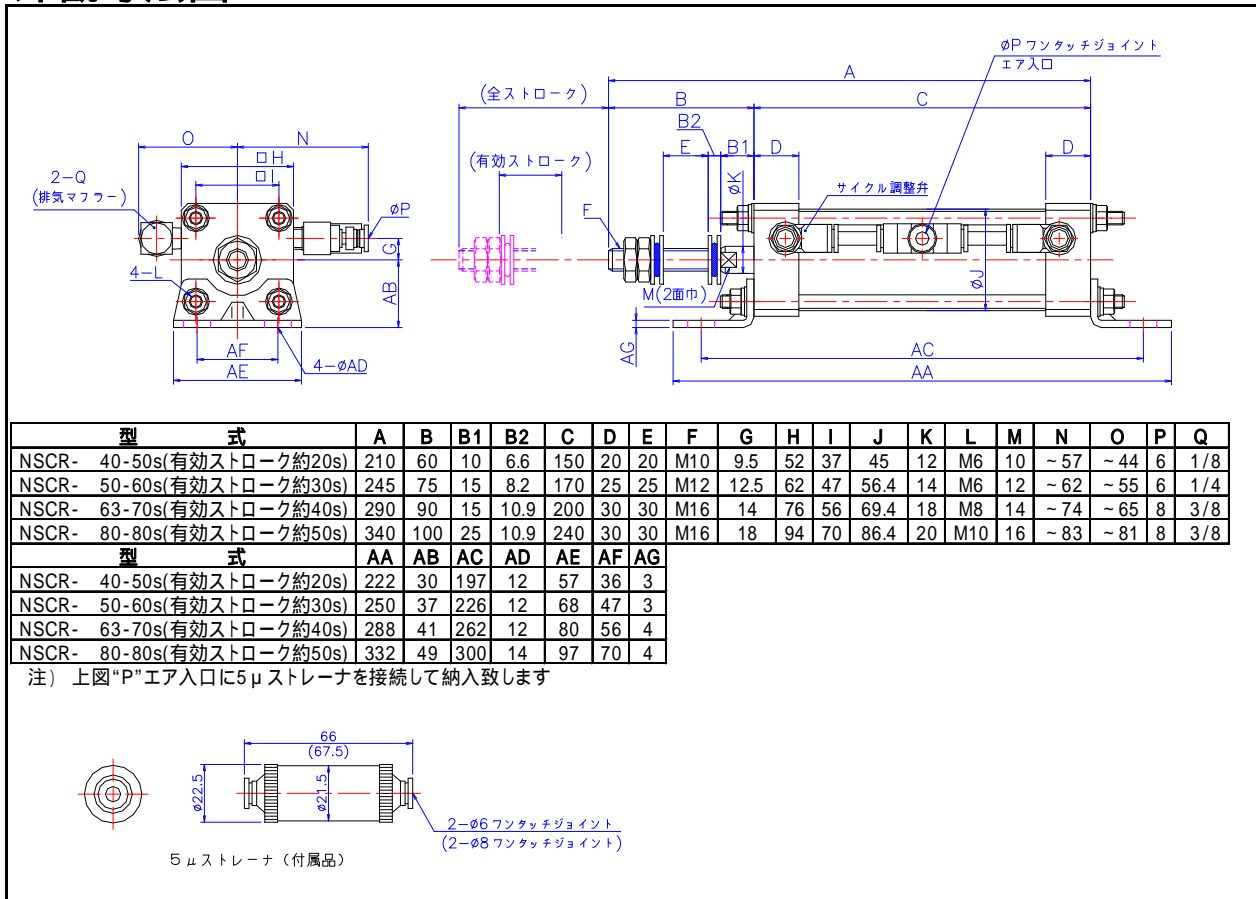 ØP ワンタッチジョイント
エア入口
A
(全ストローク)
B
C
B2
O
N
E
B1
D
D
□H
□I
(有効ストローク)
ØK
サイクル調整弁
2-Q
(排気マフラー)
F
ØP
G
4-L
M(2面巾)
ØJ
AB
AG
AF
4-ØAD
AC
AE
AA
型 式 A B B1 B2 C D E F G H I J K L M N O P Q
NSCR- 40-50s(有効ストローク約20s) 210 60 10 6.6 150 20 20 M10 9.5 52 37 45 12 M6 10 ~57 ~44 6 1/8
NSCR- 50-60s(有効ストローク約30s) 245 75 15 8.2 170 25 25 M12 12.5 62 47 56.4 14 M6 12 ~62 ~55 6 1/4
NSCR- 63-70s(有効ストローク約40s) 290 90 15 10.9 200 30 30 M16 14 76 56 69.4 18 M8 14 ~74 ~65 8 3/8
NSCR- 80-80s(有効ストローク約50s) 340 100 25 10.9 240 30 30 M16 18 94 70 86.4 20 M10 16 ~83 ~81 8 3/8
型 式 AA AB AC AD AE AF AG
NSCR- 40-50s(有効ストローク約20s) 222 30 197 12 57 36 3
NSCR- 50-60s(有効ストローク約30s) 250 37 226 12 68 47 3
NSCR- 63-70s(有効ストローク約40s) 288 41 262 12 80 56 4
NSCR- 80-80s(有効ストローク約50s) 332 49 300 14 97 70 4
注) 上図“P”エア入口に5μストレーナを接続して納入致します
66
(67.5)
Ø22.5
Ø21.5
2-Ø6 ワンタッチジョイント
(2-Ø8 ワンタッチジョイント)
5μストレーナ(付属品)